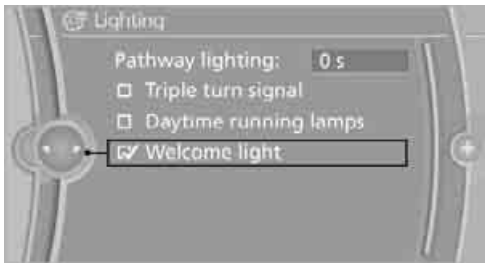 Lighting
Pathway lighting: 0 s
Triple turn signal
Daytime running lamps
Welcome light